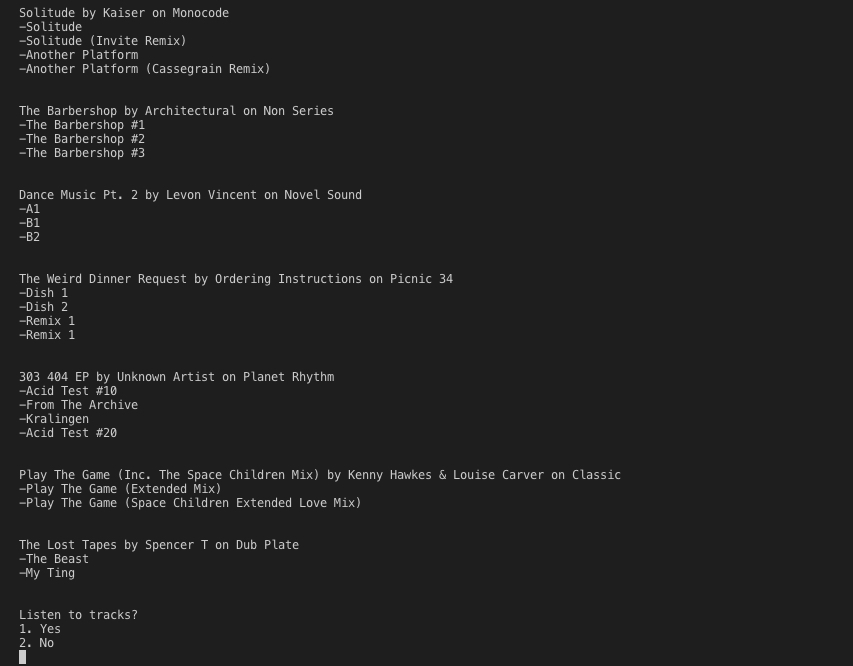 Solitude by Kaiser on Monocode
-Solitude
-Solitude (Invite Remix)
-Another Platform
-Another Platform (Cassegrain Remix)
The Barbershop by Architectural on Non Series
-The Barbershop #1
-The Barbershop #2
-The Barbershop #3
Dance Music Pt. 2 by Levon Vincent on Novel Sound
-A1
-B1
-B2
The Weird Dinner Request by Ordering Instructions on Picnic 34
-Dish 1
-Dish 2
-Remix 1
-Remix 1
303 404 EP by Unknown Artist on Planet Rhythm
-Acid Test #10
-From The Archive
-Kralingen
-Acid Test #20
Play The Game (Inc. The Space Children Mix) by Kenny Hawkes & Louise Carver on Classic
-Play The Game (Extended Mix)
-Play The Game (Space Children Extended Love Mix)
The Lost Tapes by Spencer T on Dub Plate
-The Beast
-My Ting
Listen to tracks?
1. Yes
2. No